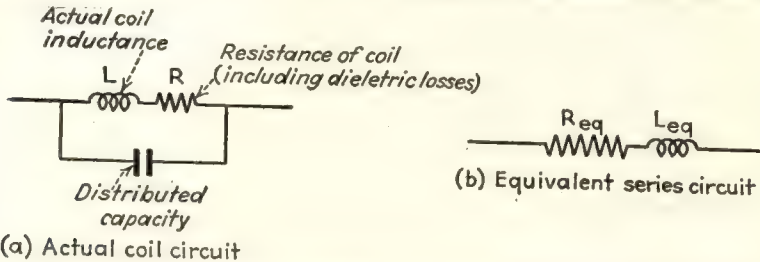 Actual coil
inductance
L
R
Resistance of coil
(including dieletric losses)
Distributed
capacity
(a) Actual coil circuit
Req
Leq
(b) Equivalent series circuit